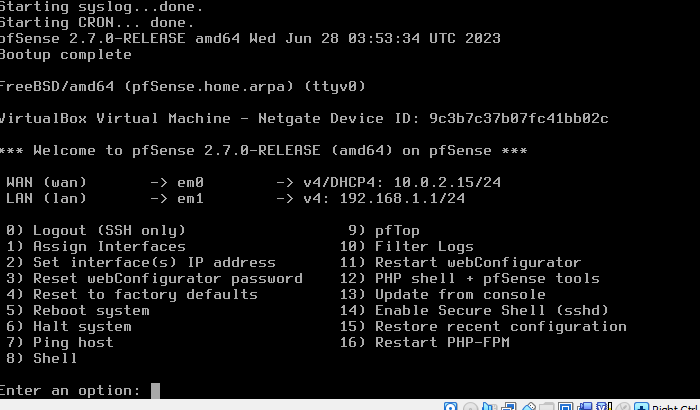 Starting syslog...done.
Starting CRON... done.
pfSense 2.7.0-RELEASE amd64 Wed Jun 28 03:53:34 UTC 2023
Bootup complete
FreeBSD/amd64 (pfSense.home.arpa) (ttyv0)
VirtualBox Virtual Machine - Netgate Device ID: 9c3b7c37b07fc41bb02c
*** Welcome to pfSense 2.7.0-RELEASE (amd64) on pfSense ***
WAN (wan)       -> em0        -> v4/DHCP4: 10.0.2.15/24
LAN (lan)       -> em1        -> v4: 192.168.1.1/24
0) Logout (SSH only)                  9) pfTop
1) Assign Interfaces                 10) Filter Logs
2) Set interface(s) IP address       11) Restart webConfigurator
3) Reset webConfigurator password    12) PHP shell + pfSense tools
4) Reset to factory defaults         13) Update from console
5) Reboot system                     14) Enable Secure Shell (sshd)
6) Halt system                       15) Restore recent configuration
7) Ping host                         16) Restart PHP-FPM
8) Shell
Enter an option:
Right Ctrl